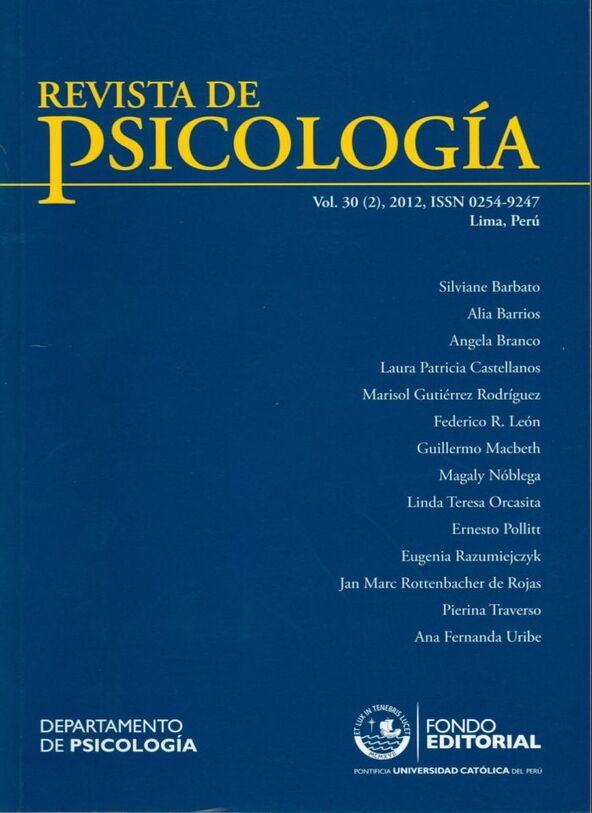 REVISTA DE
PSICOLOGÍA
Vol. 30 (2), 2012, ISSN 0254-9247
Lima, Perú
Silviane Barbato
Alia Barrios
Angela Branco
Laura Patricia Castellanos
Marisol Gutiérrez Rodríguez
Federico R. León
Guillermo Macbeth
Magaly Nóblega
Linda Teresa Orcasita
Ernesto Pollitt
Eugenia Razumiejczyk
Jan Marc Rottenbacher de Rojas
Pierina Traverso
Ana Fernanda Uribe
DEPARTAMENTO
DE PSICOLOGÍA
ET LUX IN TENEBRIS LUCET
MCMXVII
FONDO
EDITORIAL
PONTIFICIA UNIVERSIDAD CATÓLICA DEL PERÚ